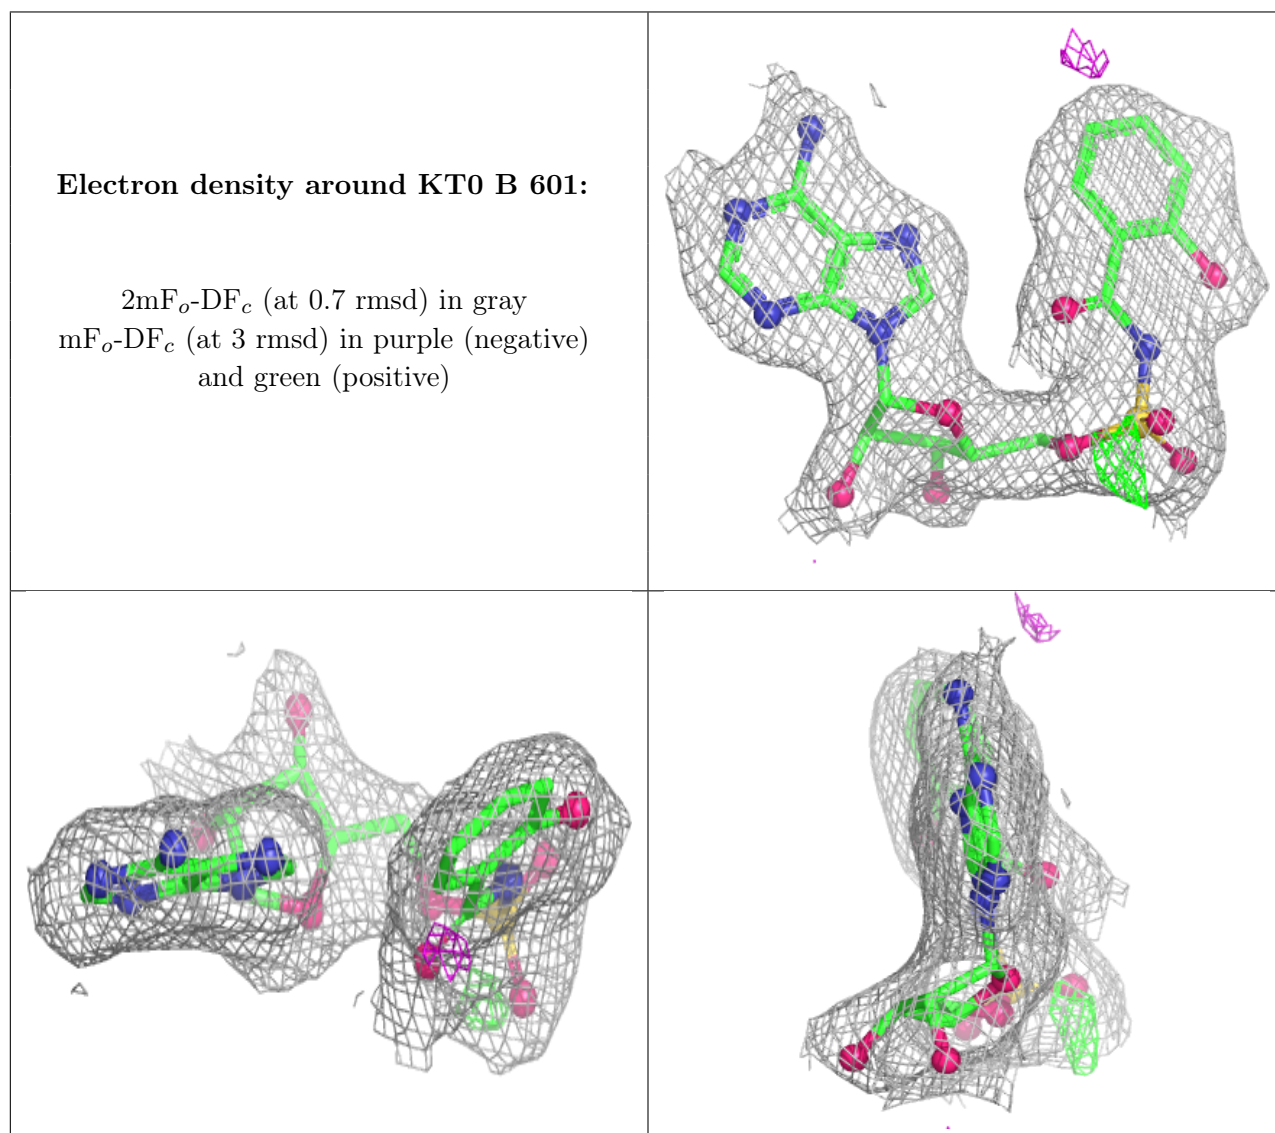 Electron density around KT0 B 601:
2mFo-DFc (at 0.7 rmsd) in gray
mFo-DFc (at 3 rmsd) in purple (negative)
and green (positive)